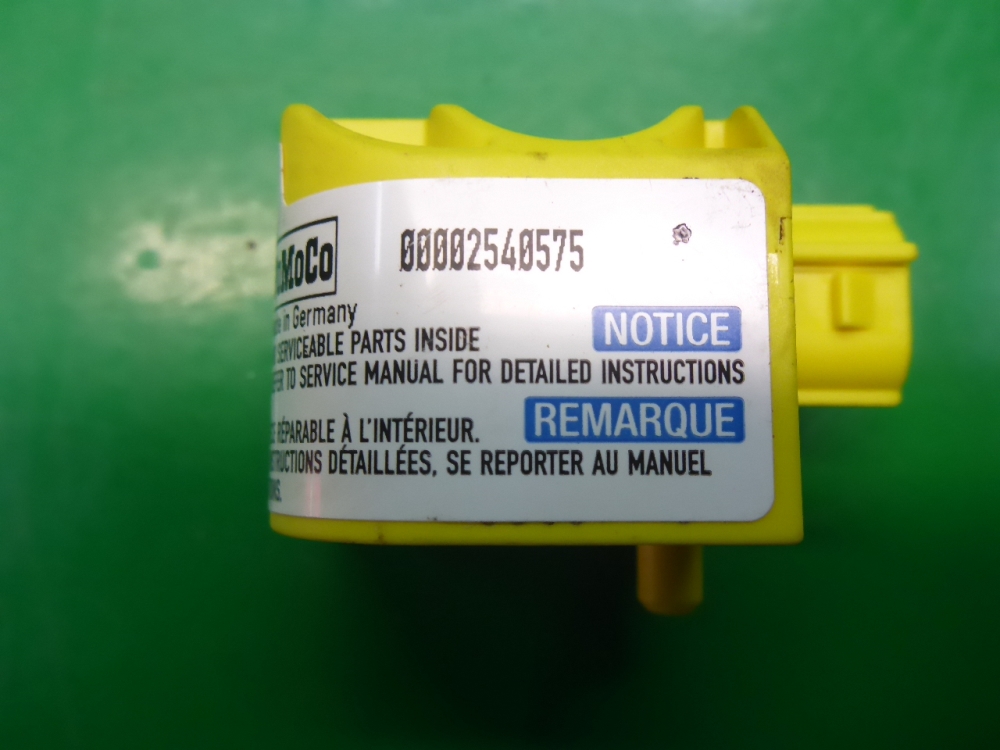 MoCo
00002540575
in Germany
SERVICEABLE PARTS INSIDE
NOTICE
TO SERVICE MANUAL FOR DETAILED INSTRUCTIONS
REMARQUE
RÉPARABLE À L'INTÉRIEUR.
DÉTAILLÉES, SE REPORTER AU MANUEL